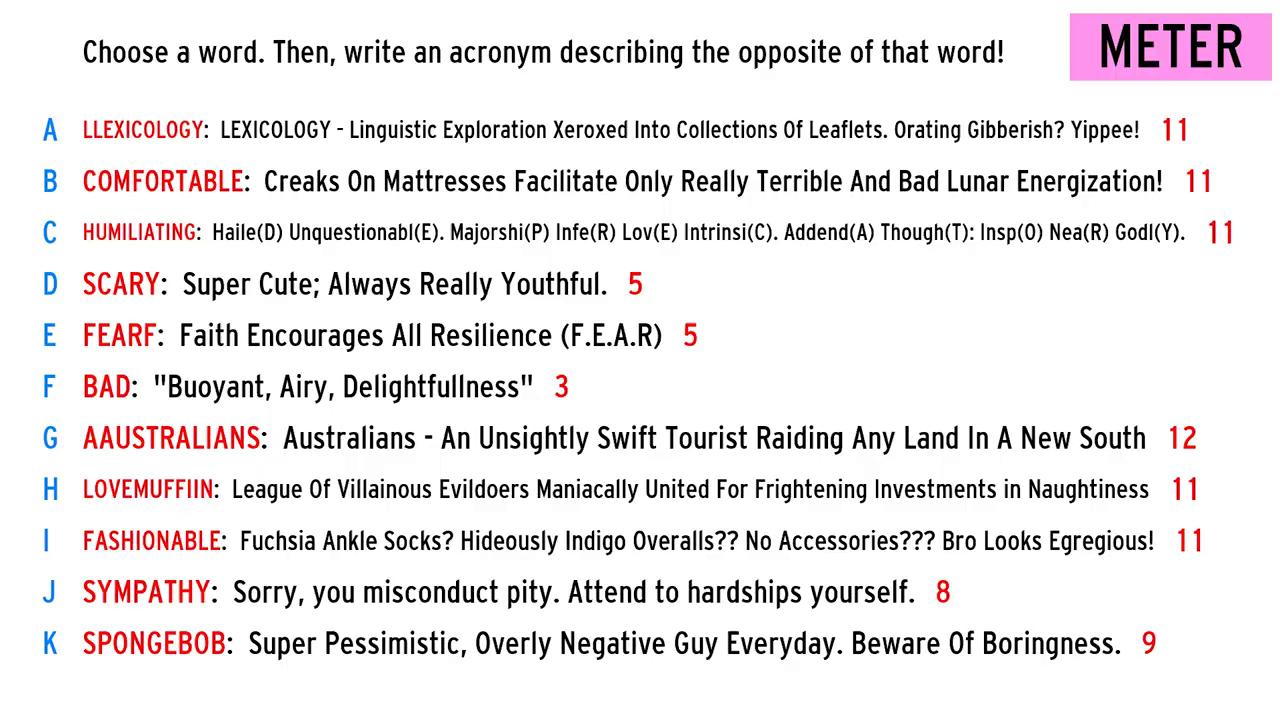 Choose a word. Then, write an acronym describing the opposite of that word!
METER
A LLEXICOLOGY: LEXICOLOGY - Linguistic Exploration Xeroxed Into Collections Of Leaflets. Orating Gibberish? Yippee! 11
B COMFORTABLE: Creaks On Mattresses Facilitate Only Really Terrible And Bad Lunar Energization! 11
C HUMILIATING: Haile(D) Unquestionabl(E). Majorshi(P) Infe(R) Lov(E) Intrinsi(C). Addend(A) Though(T): Insp(O) Nea(R) Godl(Y). 11
D SCARY: Super Cute; Always Really Youthful. 5
E FEARF: Faith Encourages All Resilience (F.E.A.R) 5
F BAD: "Buoyant, Airy, Delightfullness" 3
G AAUSTRALIANS: Australians - An Unsightly Swift Tourist Raiding Any Land In A New South 12
H LOVEMUFFIIN: League Of Villainous Evildoers Maniacally United For Frightening Investments in Naughtiness 11
I FASHIONABLE: Fuchsia Ankle Socks? Hideously Indigo Overalls?? No Accessories??? Bro Looks Egregious! 11
J SYMPATHY: Sorry, you misconduct pity. Attend to hardships yourself. 8
K SPONGEBOB: Super Pessimistic, Overly Negative Guy Everyday. Beware Of Boringness. 9